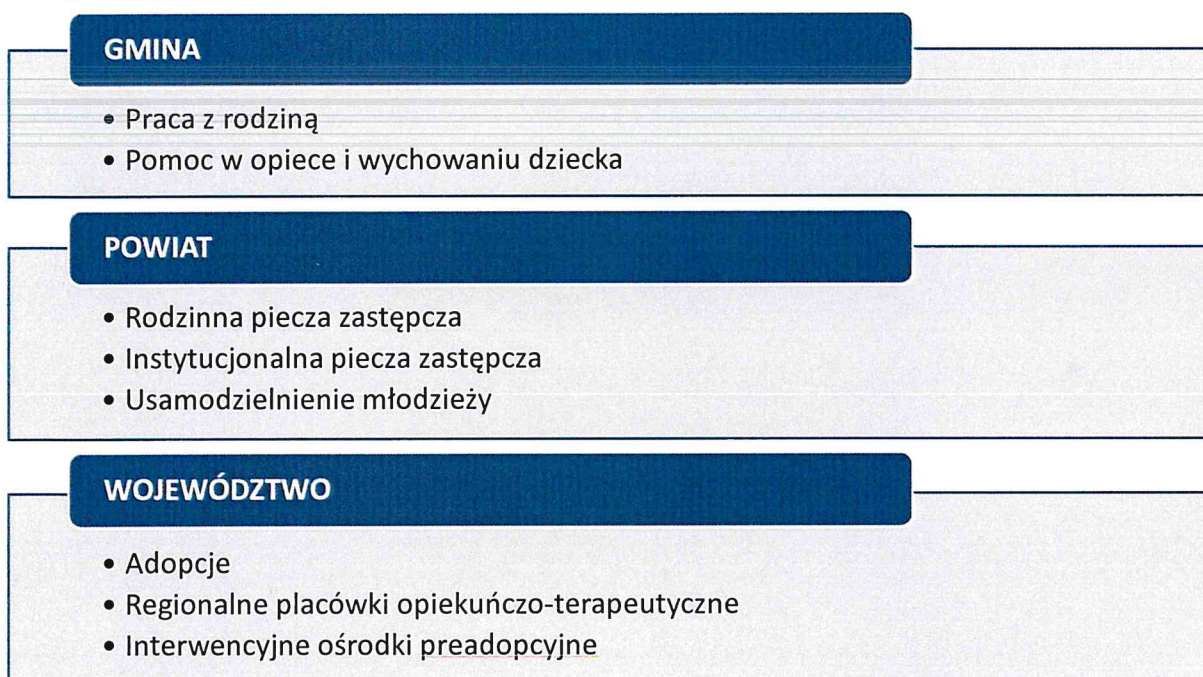 GMINA
• Praca z rodziną
• Pomoc w opiece i wychowaniu dziecka
POWIAT
• Rodzinna piecza zastępcza
• Instytucjonalna piecza zastępcza
• Usamodzielnienie młodzieży
WOJEWÓDZTWO
• Adopcje
• Regionalne placówki opiekuńczo-terapeutyczne
• Interwencyjne ośrodki preadopcyjne